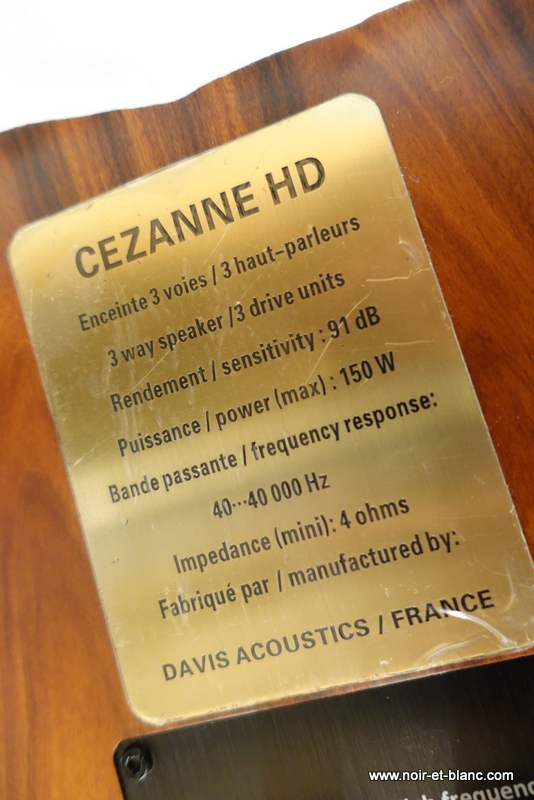 CEZANNE HD
Enceinte 3 voies / 3 haut-parleurs
3 way speaker /3 drive units
Rendement / sensitivity : 91 dB
Puissance / power (max) : 150 W
Bande passante / frequency response:
40···40 000 Hz
Impedance (mini): 4 ohms
Fabriqué par / manufactured by:
DAVIS ACOUSTICS / FRANCE
www.noir-et-blanc.com